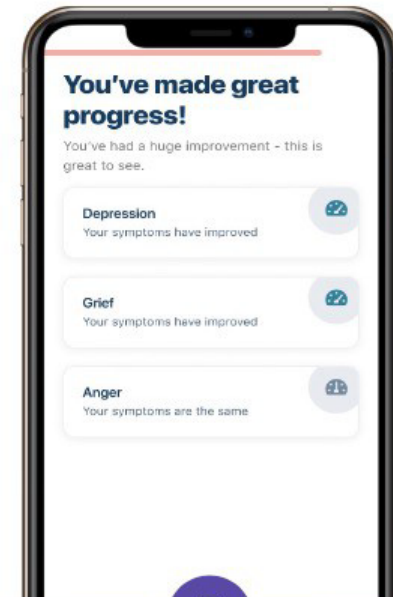 You've made great
progress!
You've had a huge improvement - this is
great to see.
Depression
Your symptoms have improved
Grief
Your symptoms have improved
Anger
Your symptoms are the same